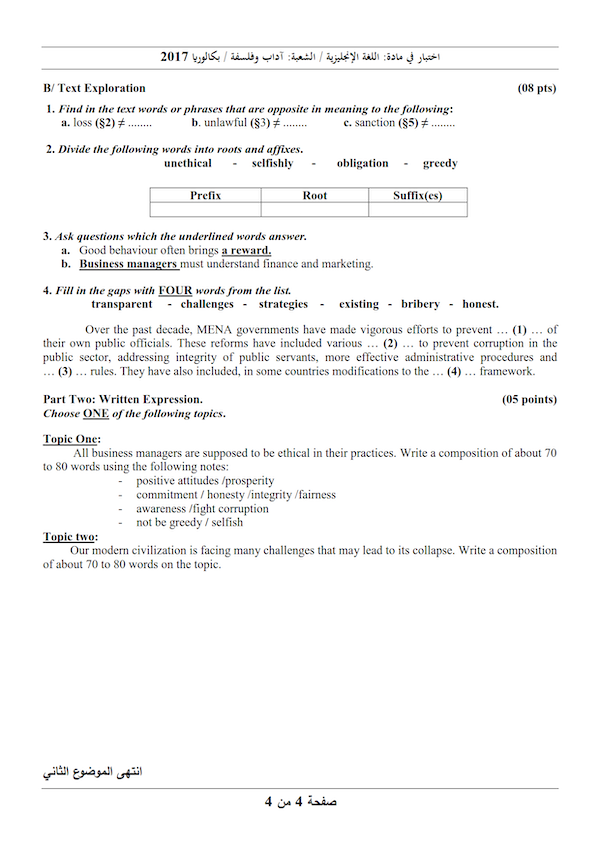 اختبار في مادة: اللغة الإنجليزية / الشعبة: آداب وفلسفة / بكالوريا 2017
B/ Text Exploration (08 pts)
1. Find in the text words or phrases that are opposite in meaning to the following:
a. loss (§2) ≠ ........ b. unlawful (§3) ≠ ........ c. sanction (§5) ≠ ........
2. Divide the following words into roots and affixes.
unethical - selfishly - obligation - greedy
Prefix Root Suffix(es)
3. Ask questions which the underlined words answer.
a. Good behaviour often brings a reward.
b. Business managers must understand finance and marketing.
4. Fill in the gaps with FOUR words from the list.
transparent - challenges - strategies - existing - bribery - honest.
Over the past decade, MENA governments have made vigorous efforts to prevent … (1) … of
their own public officials. These reforms have included various … (2) … to prevent corruption in the
public sector, addressing integrity of public servants, more effective administrative procedures and
… (3) … rules. They have also included, in some countries modifications to the … (4) … framework.
Part Two: Written Expression. (05 points)
Choose ONE of the following topics.
Topic One:
All business managers are supposed to be ethical in their practices. Write a composition of about 70
to 80 words using the following notes:
- positive attitudes /prosperity
- commitment / honesty /integrity /fairness
- awareness /fight corruption
- not be greedy / selfish
Topic two:
Our modern civilization is facing many challenges that may lead to its collapse. Write a composition
of about 70 to 80 words on the topic.
انتهى الموضوع الثاني
صفحة 4 من 4